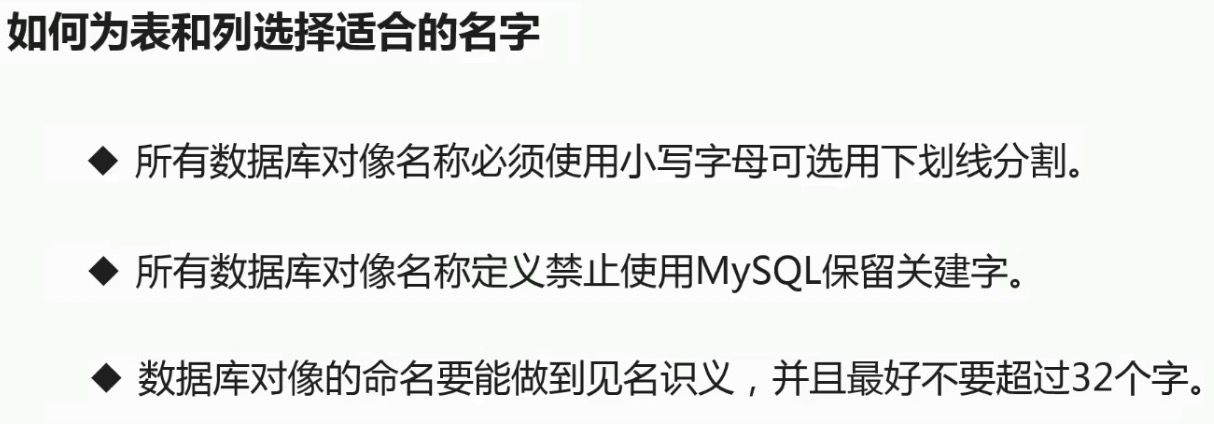 如何为表和列选择适合的名字
◆ 所有数据库对像名称必须使用小写字母可选用下划线分割。
◆ 所有数据库对像名称定义禁止使用MySQL保留关建字。
◆ 数据库对像的命名要能做到见名识义，并且最好不要超过32个字。